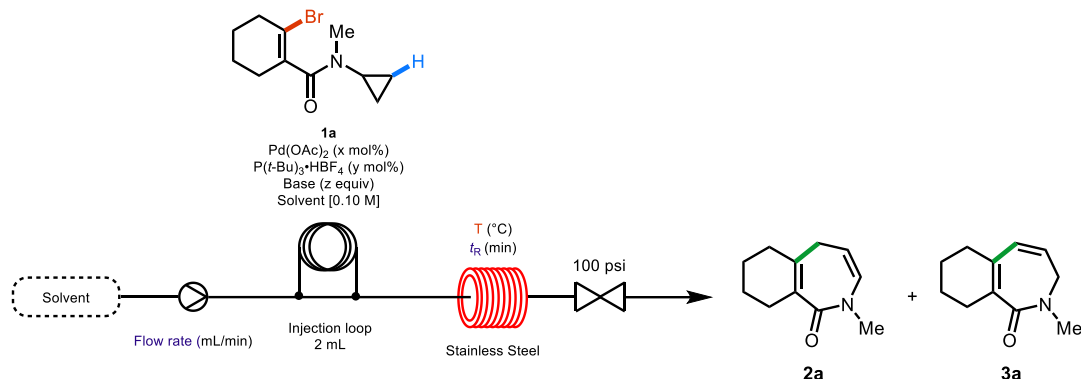 Br
Me
N
H
O
1a
Pd(OAc)2 (x mol%)
P(t-Bu)3•HBF4 (y mol%)
Base (z equiv)
Solvent [0.10 M]
T (°C)
tR (min)
100 psi
Solvent
Flow rate (mL/min)
Injection loop
2 mL
Stainless Steel
N
Me
O
2a
+
N
Me
O
3a